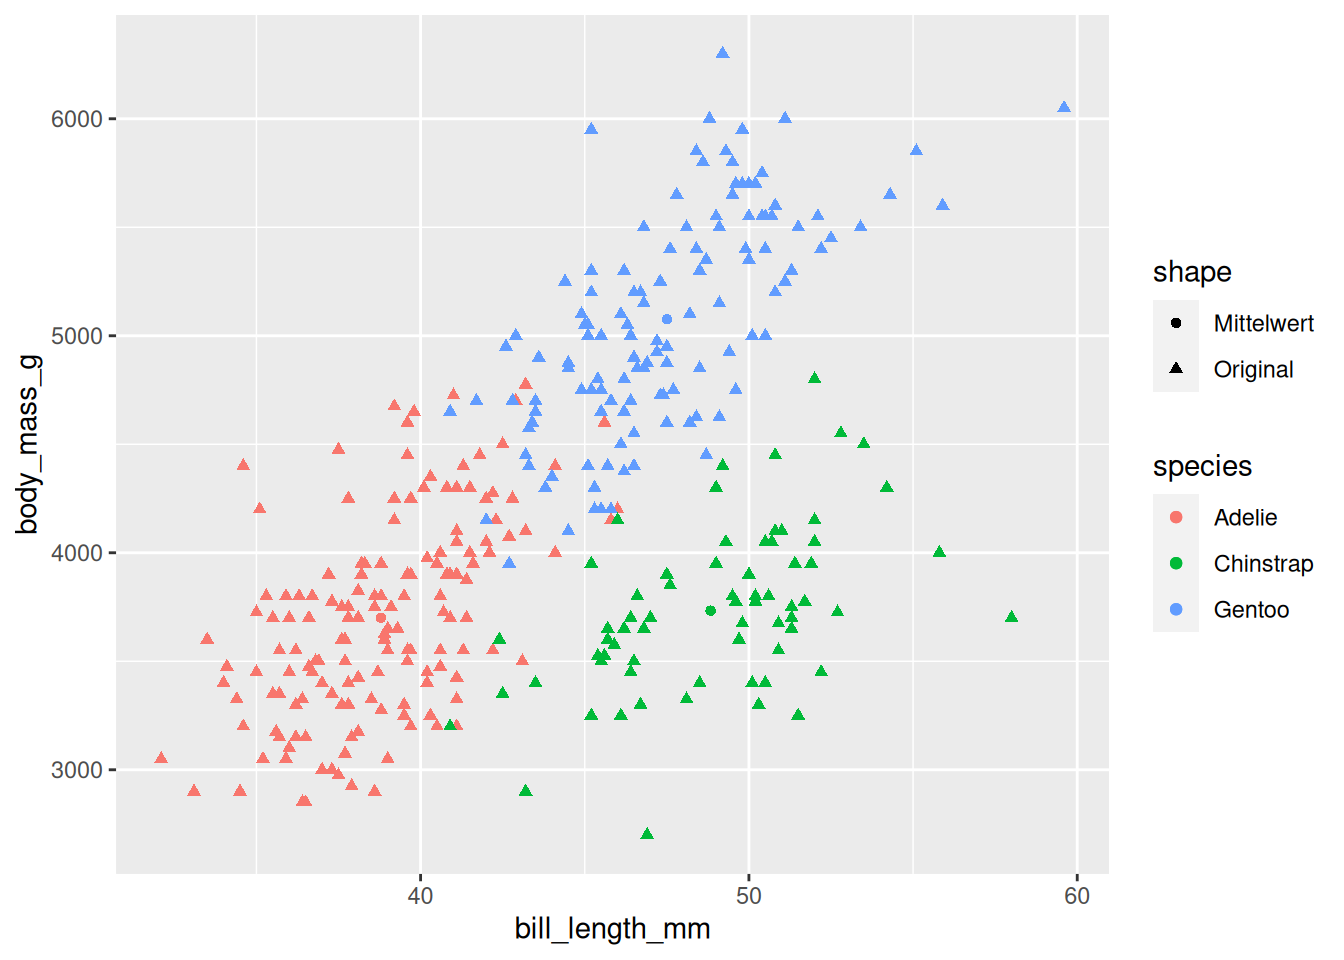 6000
5000
4000
3000
body_mass_g
40
50
60
bill_length_mm
shape
Mittelwert
Original
species
Adelie
Chinstrap
Gentoo